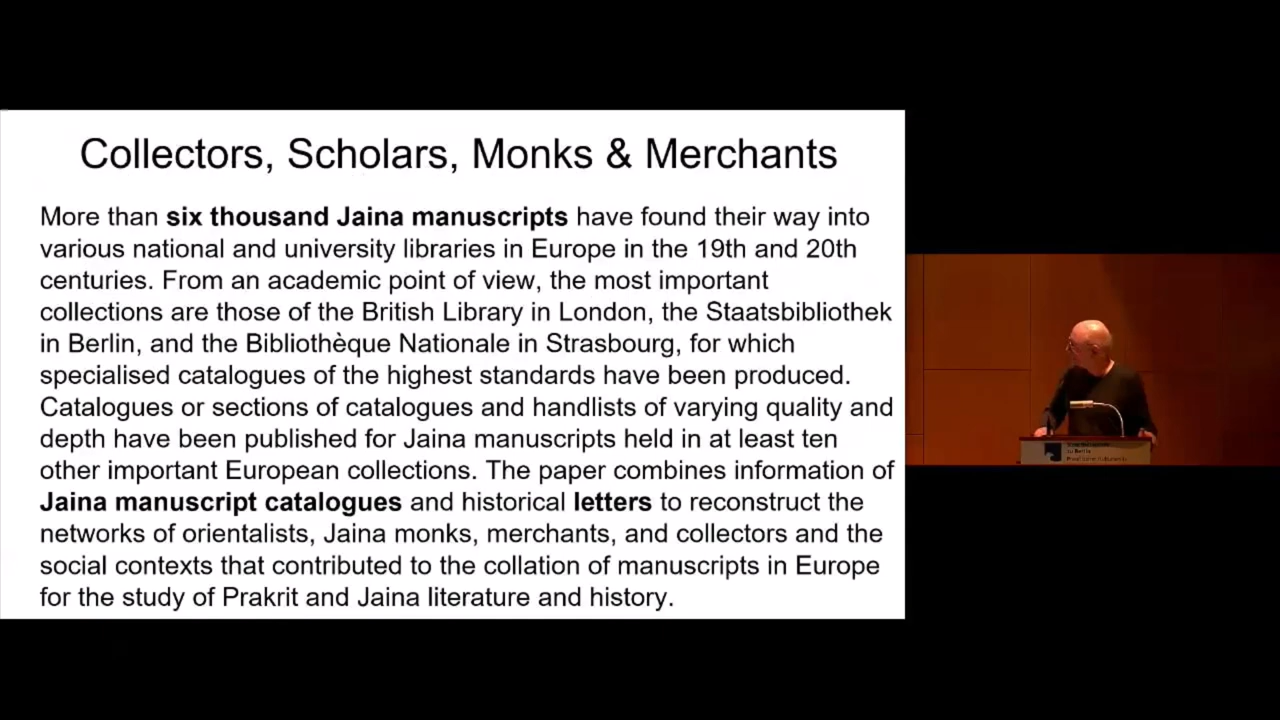 Collectors, Scholars, Monks & Merchants
More than six thousand Jaina manuscripts have found their way into
various national and university libraries in Europe in the 19th and 20th
centuries. From an academic point of view, the most important
collections are those of the British Library in London, the Staatsbibliothek
in Berlin, and the Bibliothèque Nationale in Strasbourg, for which
specialised catalogues of the highest standards have been produced.
Catalogues or sections of catalogues and handlists of varying quality and
depth have been published for Jaina manuscripts held in at least ten
other important European collections. The paper combines information of
Jaina manuscript catalogues and historical letters to reconstruct the
networks of orientalists, Jaina monks, merchants, and collectors and the
social contexts that contributed to the collation of manuscripts in Europe
for the study of Prakrit and Jaina literature and history.
zu Berlin